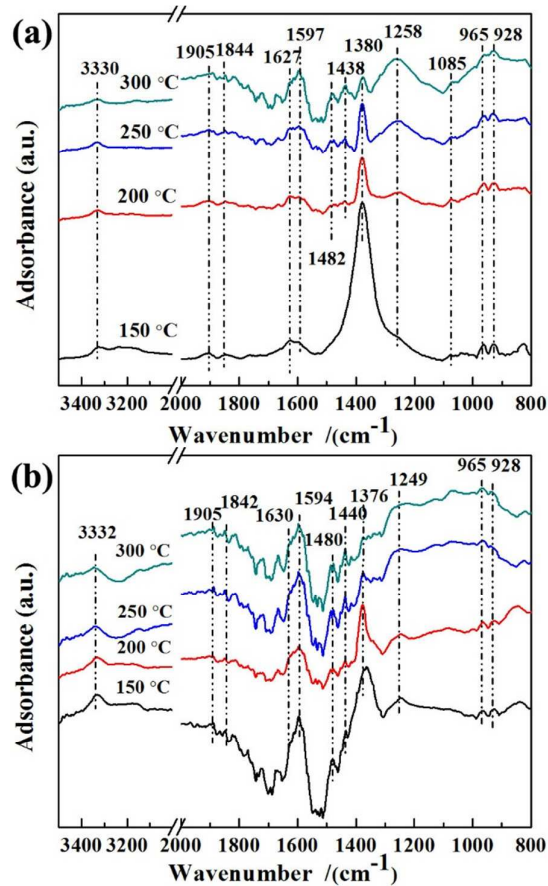 (a)
1597 1258
1905 1844 1627 1380 965 928
1438
3330 1085
300 °C
250 °C
200 °C
1482
150 °C
Adsorbance (a.u.)
3400 3200 2000 1800 1600 1400 1200 1000 800
Wavenumber /(cm-1)
(b)
1594 1376 965 928
1905 1842 1630 1440 1249
1480
3332
300 °C
250 °C
200 °C
150 °C
Adsorbance (a.u.)
3400 3200 2000 1800 1600 1400 1200 1000 800
Wavenumber /(cm-1)